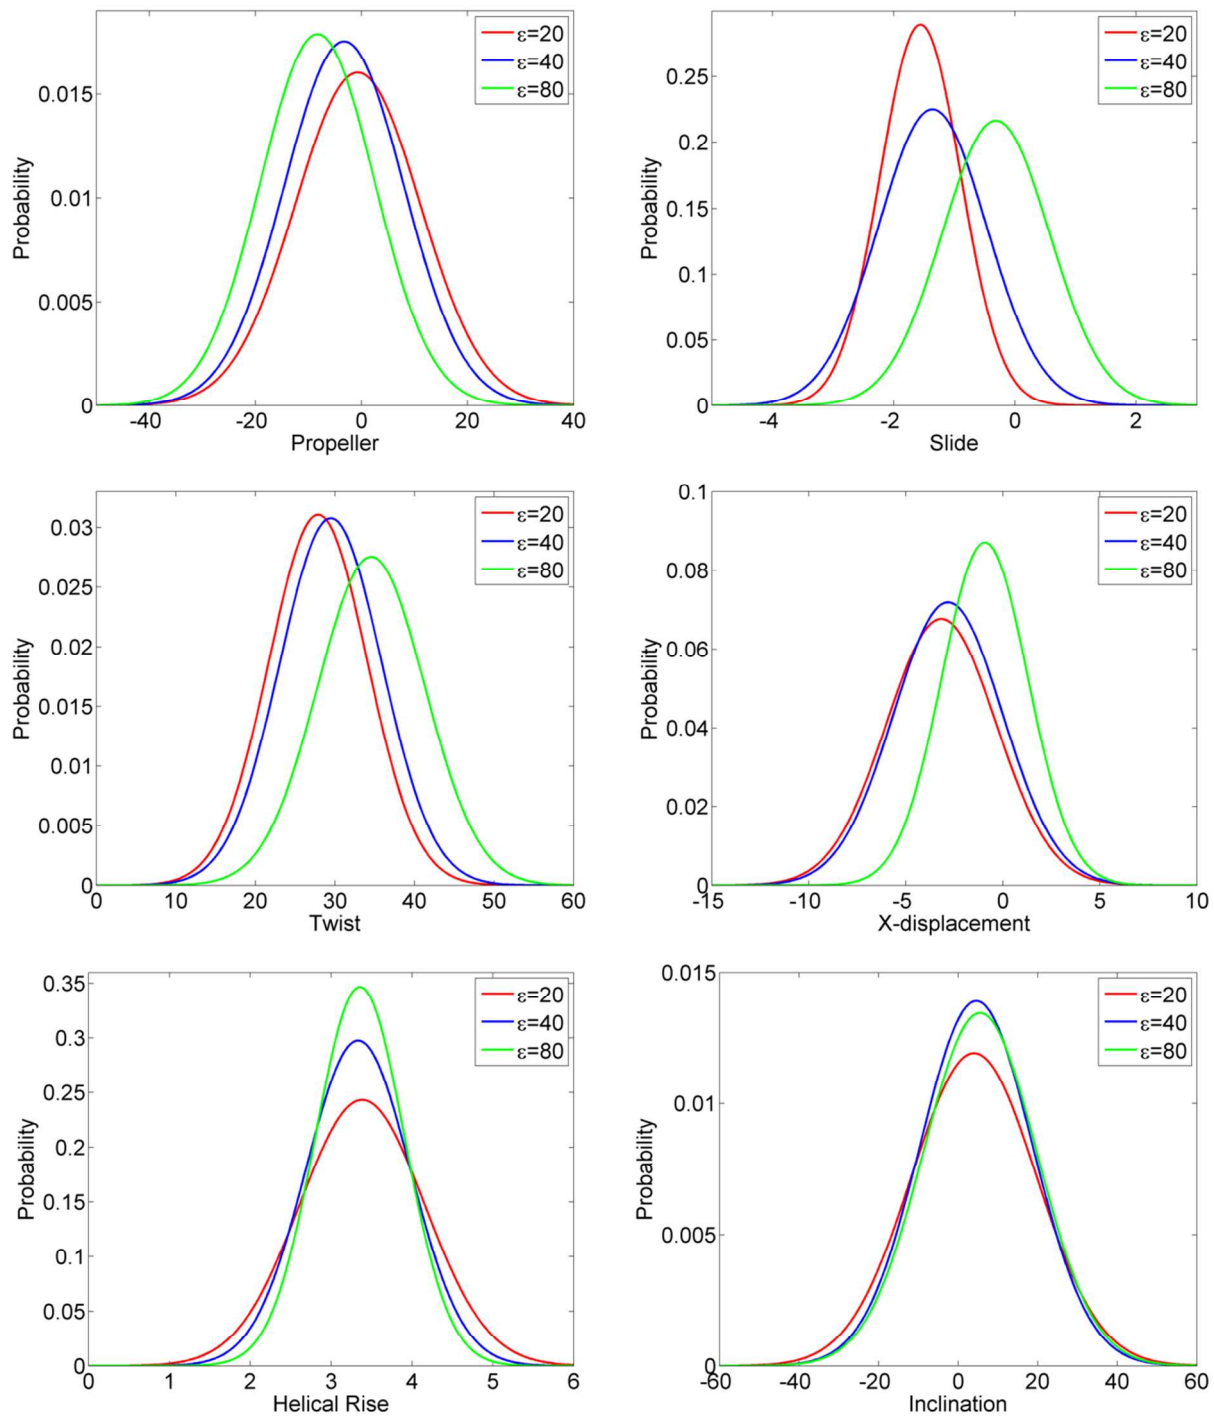 ε=20
ε=40
ε=80
0.015
0.01
0.005
0
-40 -20 0 20 40
Probability
Propeller
ε=20
ε=40
ε=80
0.25
0.2
0.15
0.1
0.05
0
-4 -2 0 2
Probability
Slide
ε=20
ε=40
ε=80
0.03
0.025
0.02
0.015
0.01
0.005
0
0 10 20 30 40 50 60
Probability
Twist
ε=20
ε=40
ε=80
0.1
0.08
0.06
0.04
0.02
0
-15 -10 -5 0 5 10
Probability
X-displacement
ε=20
ε=40
ε=80
0.35
0.3
0.25
0.2
0.15
0.1
0.05
0
0 1 2 3 4 5 6
Probability
Helical Rise
ε=20
ε=40
ε=80
0.015
0.01
0.005
0
-60 -40 -20 0 20 40 60
Probability
Inclination